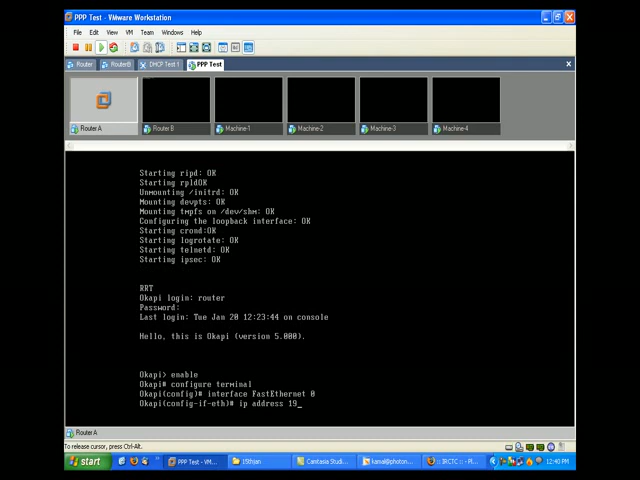 PPP Test - VMware Workstation
File Edit View VM Team Windows Help
Router RouterB DHCP Test 1 PPP Test
Router A Router B Machine-1 Machine-2 Machine-3 Machine-4
Starting ripd: OK
Starting rpldOK
Unmounting /initrd: OK
Mounting devpts: OK
Mounting tmpfs on /dev/shm: OK
Configuring the loopback interface: OK
Starting crond:OK
Starting logrotate: OK
Starting telnetd: OK
Starting ipsec: OK
RRT
Okapi login: router
Password:
Last login: Tue Jan 20 12:23:44 on console
Hello, this is Okapi (version 5.000).
Okapi> enable
Okapi# configure terminal
Okapi(config)# interface FastEthernet 0
Okapi(config-if-eth)# ip address 19_
Router A
To release cursor, press Ctrl-Alt.
start PPP Test - VM... 15thjan Camtasia Studi... kamal@photon... :: IRCTC :: - Pl... 12:40 PM